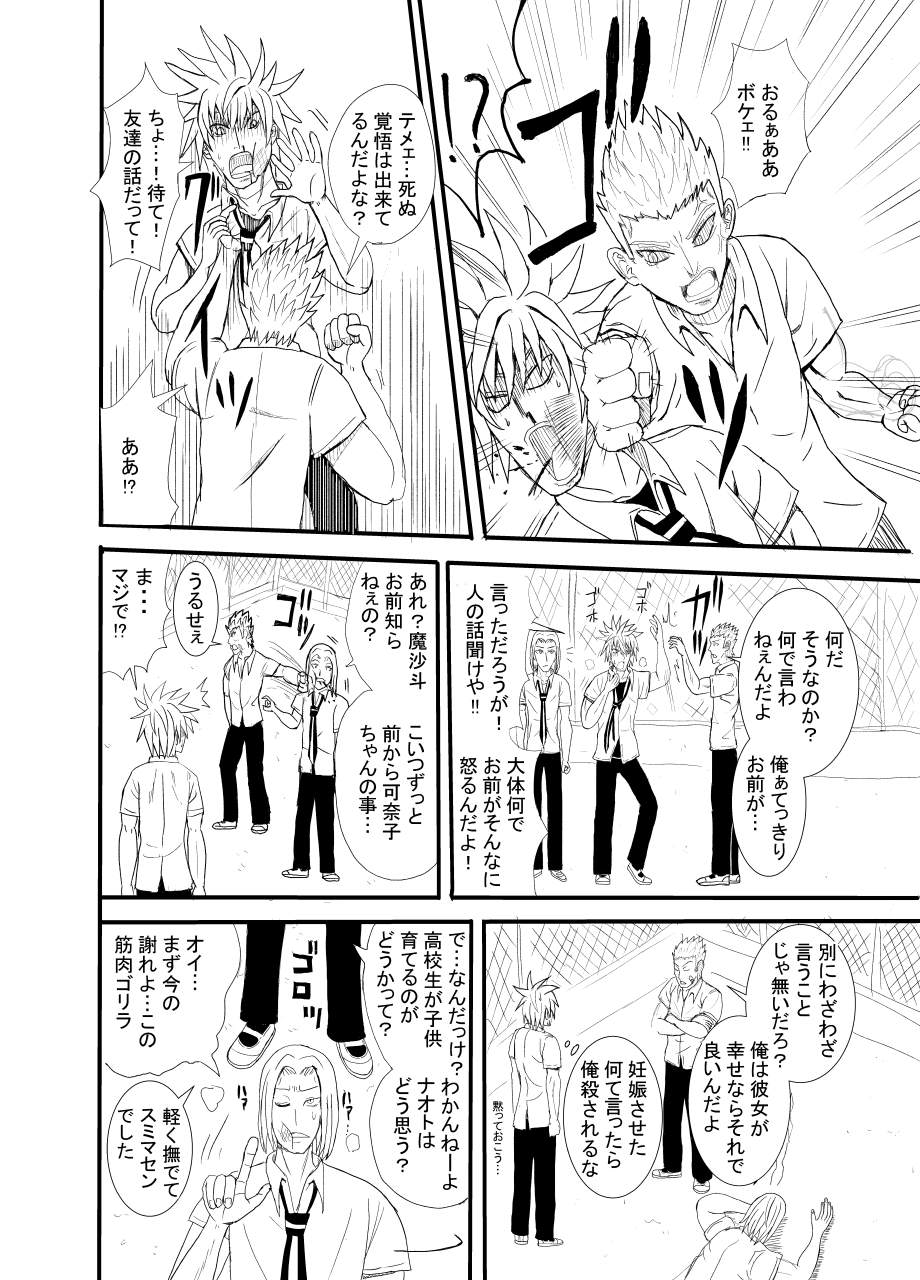 おるぁああ
ボケェ!!
!?
ゴ
テメェ…死ぬ
覚悟は出来て
るんだよな?
ちょ…!待て!
友達の話だって!
グ
ああ!?
何だ
そうなのか?
何で言わ
ねぇんだよ
俺ぁてっきり
お前が…
ゴホ
ゴホ
言っただろうが!
人の話聞けや!!
大体何で
お前がそんなに
怒るんだよ!
あれ?魔沙斗
お前知ら
ねぇの?
こいつずっと
前から可奈子
ちゃんの事…
ゴッ
うるせぇ
ま・・・
マジで!?
別にわざわざ
言うこと
じゃ無いだろ?
俺は彼女が
幸せならそれで
良いんだよ
妊娠させた
何て言ったら
俺殺されるな
黙っておこう…
で…なんだっけ?
高校生が子供
育てるのが
どうかって?
わかんねーよ
ナオトは
どう思う?
ボゴロ
オイ…
まず今の
謝れよ…この
筋肉ゴリラ
軽く撫でて
スミマセン
でした